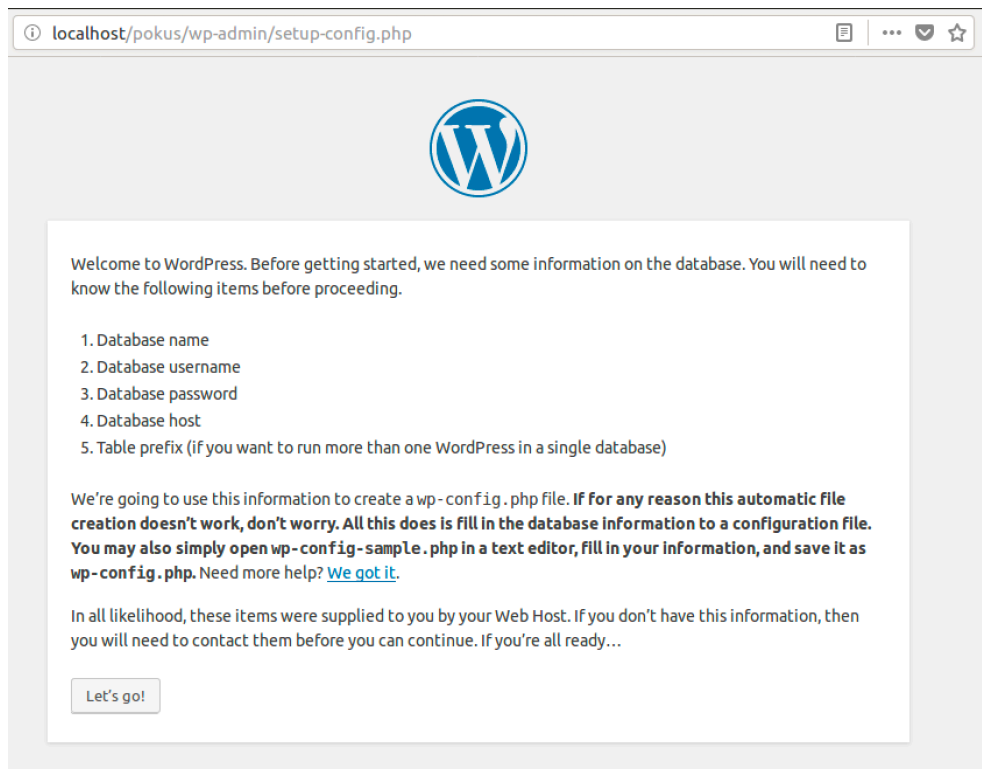 localhost/pokus/wp-admin/setup-config.php
Welcome to WordPress. Before getting started, we need some information on the database. You will need to
know the following items before proceeding.
1. Database name
2. Database username
3. Database password
4. Database host
5. Table prefix (if you want to run more than one WordPress in a single database)
We’re going to use this information to create a wp-config.php file. If for any reason this automatic file
creation doesn’t work, don’t worry. All this does is fill in the database information to a configuration file.
You may also simply open wp-config-sample.php in a text editor, fill in your information, and save it as
wp-config.php. Need more help? We got it.
In all likelihood, these items were supplied to you by your Web Host. If you don’t have this information, then
you will need to contact them before you can continue. If you’re all ready…
Let’s go!